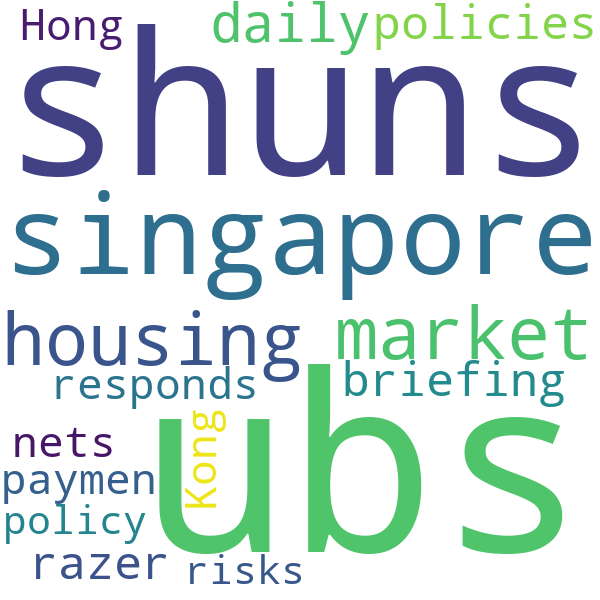 Hong daily policies
shuns
singapore
housing market
responds briefing
ubs
nets
Kong
paymen
policy
razer risks